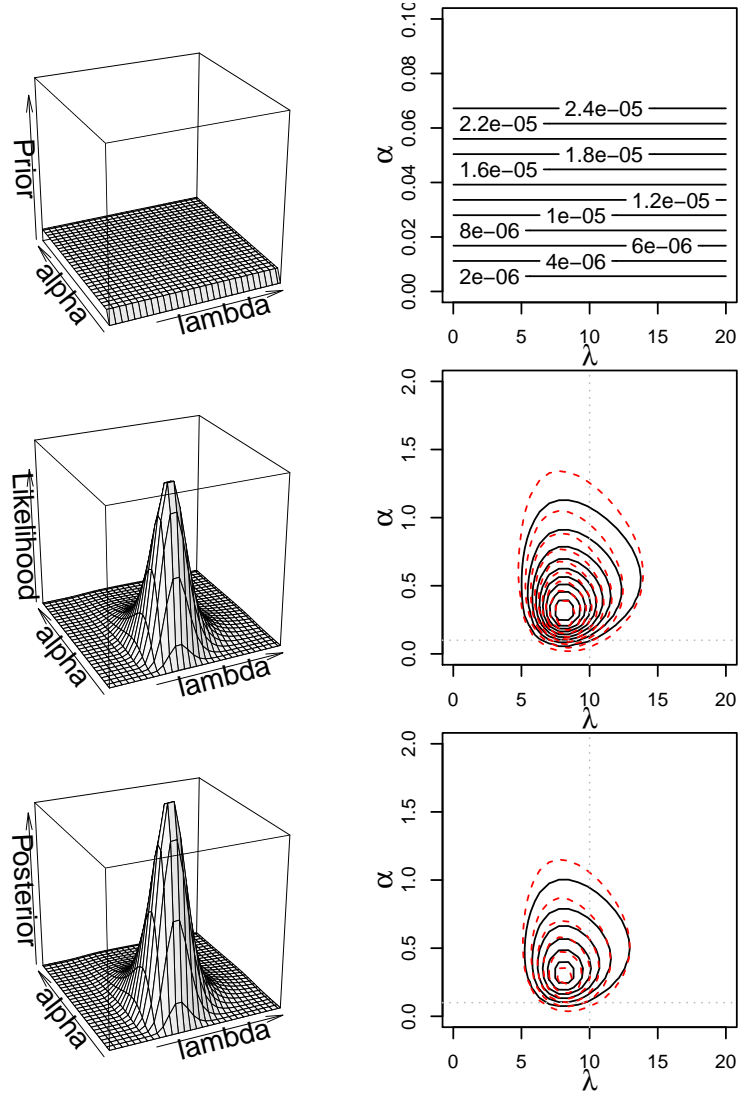 Prior
alpha
lambda
α
0.00
0.02
0.04
0.06
0.08
0.10
2.4e−05
2.2e−05
1.8e−05
1.6e−05
1.2e−05
1e−05
8e−06
6e−06
4e−06
2e−06
0 5 10 15 20
λ
Likelihood
alpha
lambda
α
0.0
0.5
1.0
1.5
2.0
0 5 10 15 20
λ
Posterior
alpha
lambda
α
0.0
0.5
1.0
1.5
2.0
0 5 10 15 20
λ